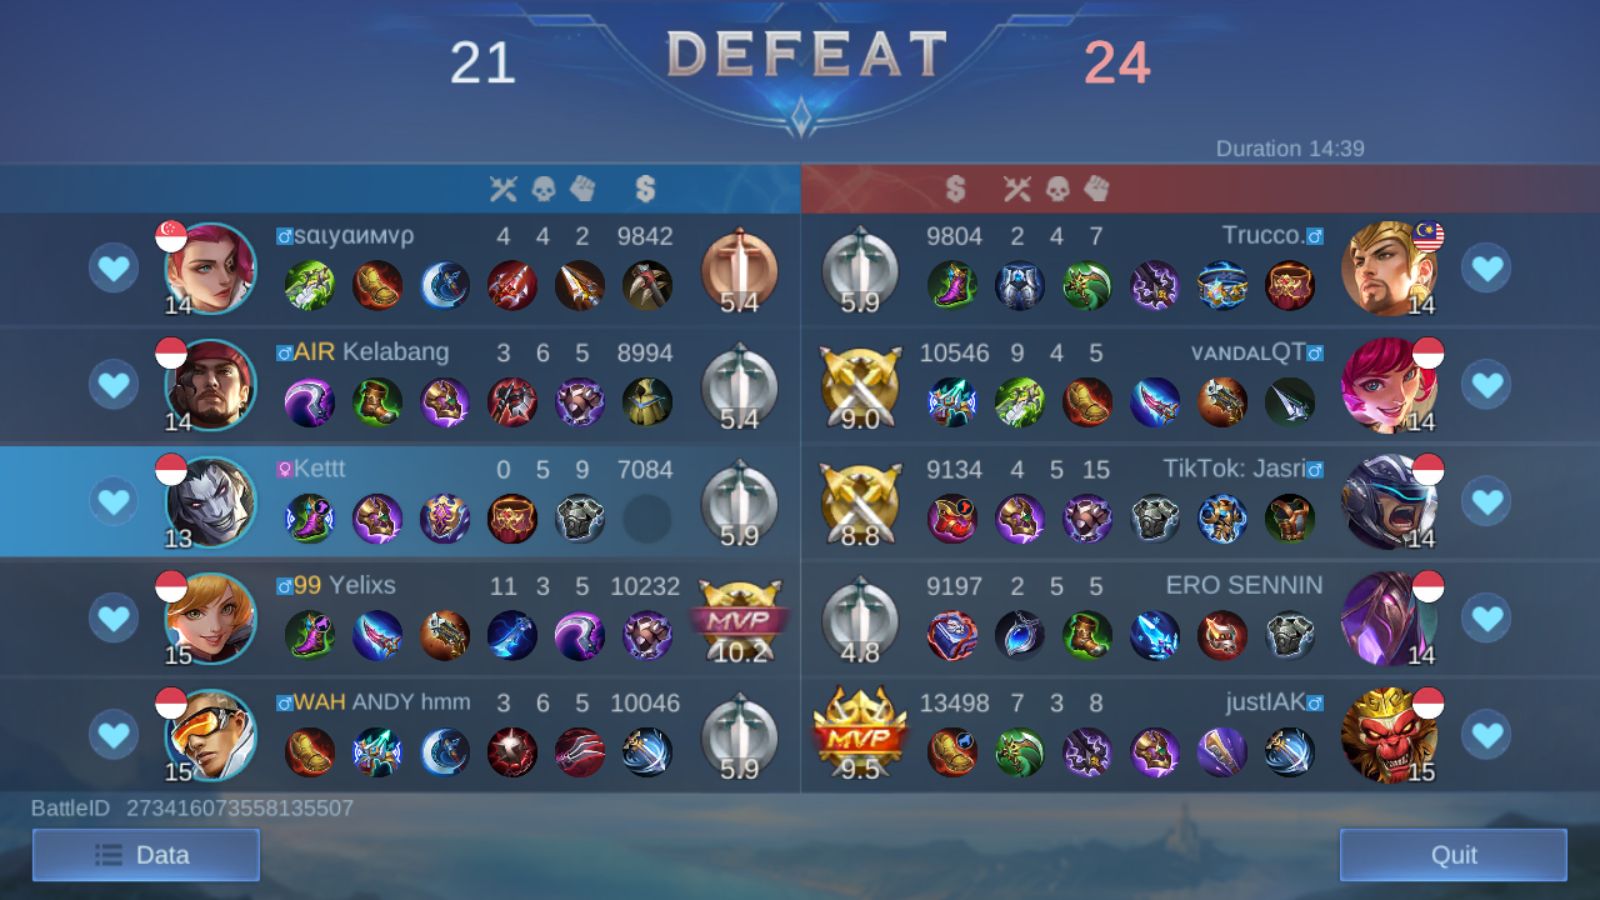 21 DEFEAT 24
Duration 14:39
sαιγαимνρ 4 4 2 9842
14 5.4
9804 2 4 7 Trucco.
5.9 14
AIR Kelabang 3 6 5 8994
14 5.4
10546 9 4 5 ᴠᴀɴᴅᴀʟQT
9.0 14
Kettt 0 5 9 7084
13 5.9
9134 4 5 15 TikTok: Jasri
8.8 14
99 Yelixs 11 3 5 10232
MVP
15 10.2
9197 2 5 5 ERO SENNIN
4.8 14
WAH ANDY hmm 3 6 5 10046
15 5.9
13498 7 3 8 justIAK
MVP
9.5 15
BattleID 273416073558135507
Data
Quit